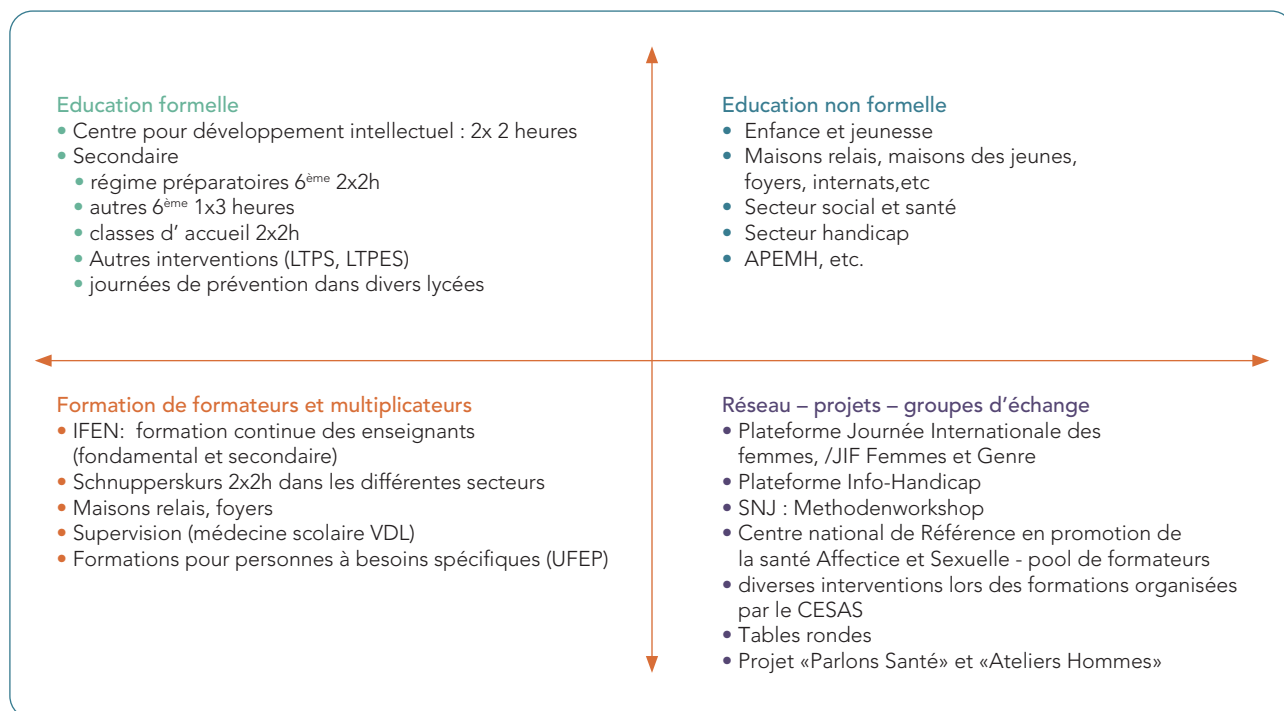 Education formelle
• Centre pour développement intellectuel : 2x 2 heures
• Secondaire
• régime préparatoires 6ème 2x2h
• autres 6ème 1x3 heures
• classes d’ accueil 2x2h
• Autres interventions (LTPS, LTPES)
• journées de prévention dans divers lycées
Education non formelle
• Enfance et jeunesse
• Maisons relais, maisons des jeunes,
foyers, internats,etc
• Secteur social et santé
• Secteur handicap
• APEMH, etc.
Formation de formateurs et multiplicateurs
• IFEN: formation continue des enseignants
(fondamental et secondaire)
• Schnupperskurs 2x2h dans les différentes secteurs
• Maisons relais, foyers
• Supervision (médecine scolaire VDL)
• Formations pour personnes à besoins spécifiques (UFEP)
Réseau – projets – groupes d’échange
• Plateforme Journée Internationale des
femmes, /JIF Femmes et Genre
• Plateforme Info-Handicap
• SNJ : Methodenworkshop
• Centre national de Référence en promotion de
la santé Affectice et Sexuelle - pool de formateurs
• diverses interventions lors des formations organisées
par le CESAS
• Tables rondes
• Projet «Parlons Santé» et «Ateliers Hommes»